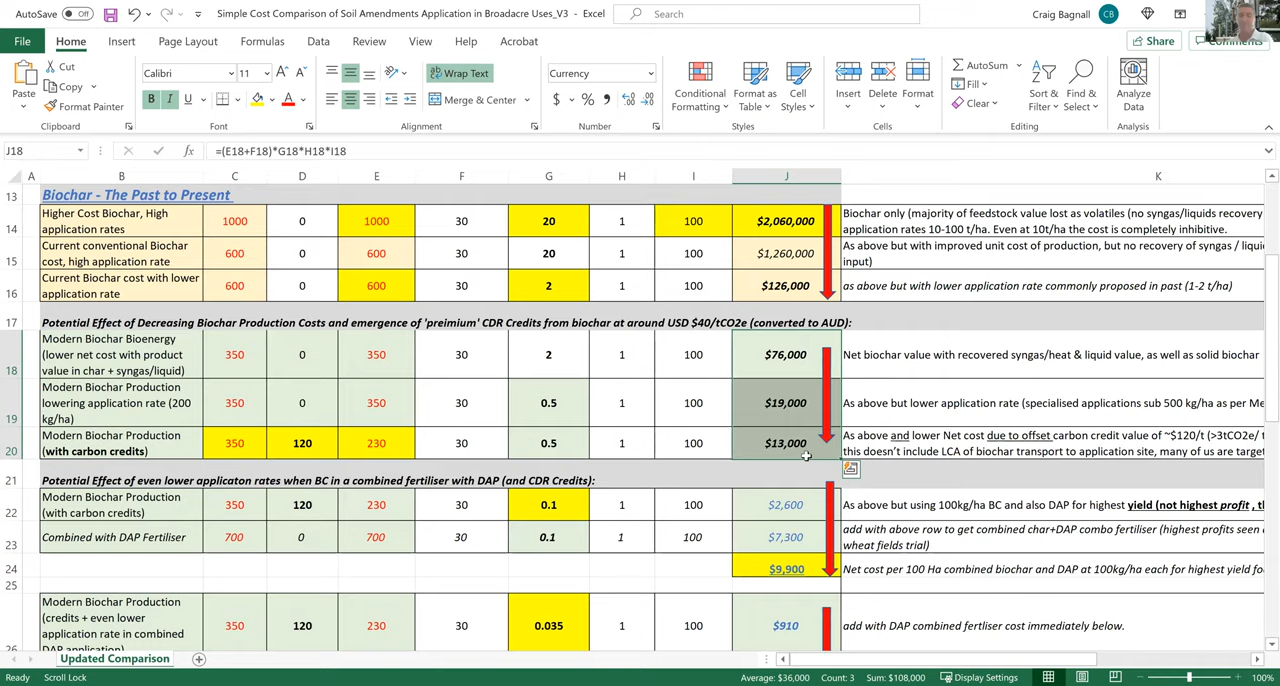 AutoSave Off Simple Cost Comparison of Soil Amendments Application in Broadacre Uses_V3 - Excel Search Craig Bagnall CB
File Home Insert Page Layout Formulas Data Review View Help Acrobat Share Comments
Paste Cut Copy Format Painter Clipboard
Calibri 11 B I U A Font
Wrap Text Merge & Center Alignment
Currency $ % , Number
Conditional Formatting Format as Table Cell Styles Styles
Insert Delete Format Cells
AutoSum Fill Clear Sort & Filter Find & Select Editing
Analyze Data Analysis
J18 fx =(E18+F18)*G18*H18*I18
A B C D E F G H I J K
13 Biochar - The Past to Present
14 Higher Cost Biochar, High application rates 1000 0 1000 30 20 1 100 $2,060,000 Biochar only (majority of feedstock value lost as volatiles (no syngas/liquids recovery
application rates 10-100 t/ha. Even at 10t/ha the cost is completely inhibitive.
15 Current conventional Biochar cost, high application rate 600 0 600 30 20 1 100 $1,260,000 As above but with improved unit cost of production, but no recovery of syngas / liquid
input)
16 Current Biochar cost with lower application rate 600 0 600 30 2 1 100 $126,000 as above but with lower application rate commonly proposed in past (1-2 t/ha)
17 Potential Effect of Decreasing Biochar Production Costs and emergence of 'preimium' CDR Credits from biochar at around USD $40/tCO2e (converted to AUD):
18 Modern Biochar Bioenergy (lower net cost with product value in char + syngas/liquid) 350 0 350 30 2 1 100 $76,000 Net biochar value with recovered syngas/heat & liquid value, as well as solid biochar
19 Modern Biochar Production lowering application rate (200 kg/ha) 350 0 350 30 0.5 1 100 $19,000 As above but lower application rate (specialised applications sub 500 kg/ha as per Me
20 Modern Biochar Production (with carbon credits) 350 120 230 30 0.5 1 100 $13,000 As above and lower Net cost due to offset carbon credit value of ~$120/t (>3tCO2e/ t
this doesn't include LCA of biochar transport to application site, many of us are target
21 Potential Effect of even lower applicaton rates when BC in a combined fertiliser with DAP (and CDR Credits):
22 Modern Biochar Production (with carbon credits) 350 120 230 30 0.1 1 100 $2,600 As above but using 100kg/ha BC and also DAP for highest yield (not highest profit , th
23 Combined with DAP Fertiliser 700 0 700 30 0.1 1 100 $7,300 add with above row to get combined char+DAP combo fertiliser (highest profits seen
wheat fields trial)
24 $9,900 Net cost per 100 Ha combined biochar and DAP at 100kg/ha each for highest yield fo
25
26 Modern Biochar Production (credits + even lower application rate in combined DAP application) 350 120 230 30 0.035 1 100 $910 add with DAP combined fertliser cost immediately below.
Updated Comparison
Ready Scroll Lock Average: $36,000 Count: 3 Sum: $108,000 Display Settings 100%